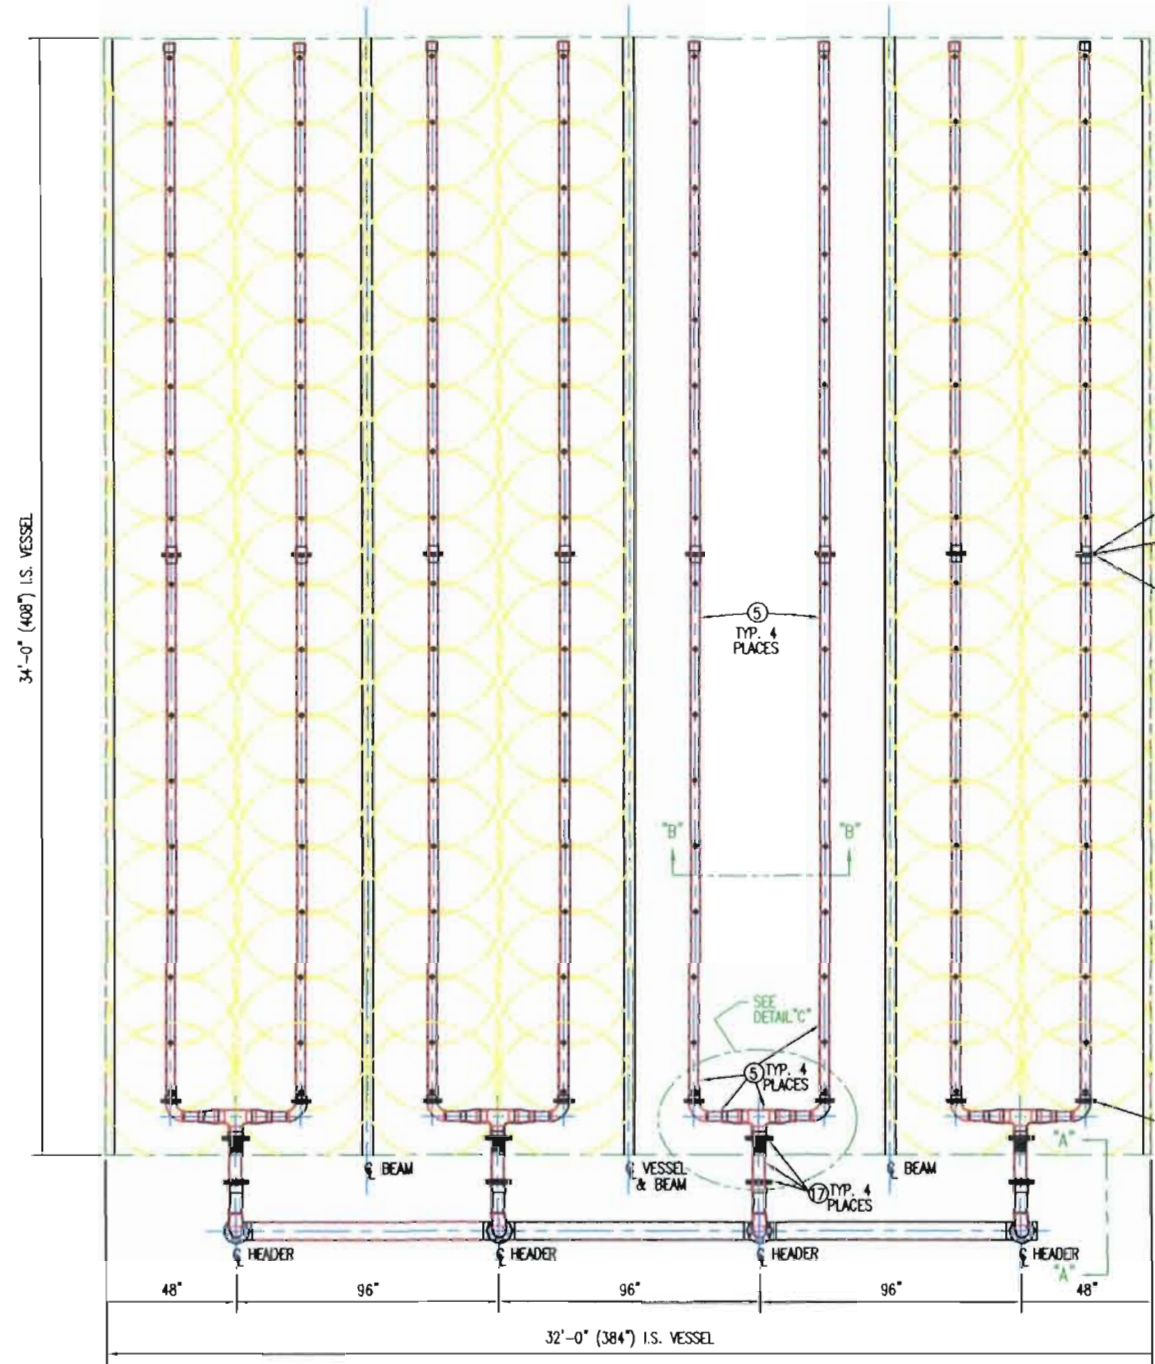 34'-0" (408") I.S. VESSEL
5
TYP. 4
PLACES
"B"
"B"
SEE
DETAIL "C"
5 TYP. 4
PLACES
"A"
℄ BEAM
℄ VESSEL
& BEAM
℄ BEAM
17 TYP. 4
PLACES
℄ HEADER
℄ HEADER
℄ HEADER
℄ HEADER
"A"
48"
96"
96"
96"
48"
32'-0" (384") I.S. VESSEL